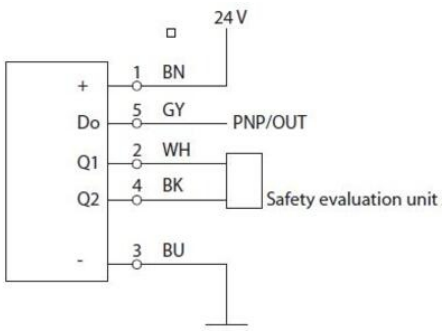 24 V
+ 1 BN
Do 5 GY PNP/OUT
Q1 2 WH
Q2 4 BK Safety evaluation unit
- 3 BU